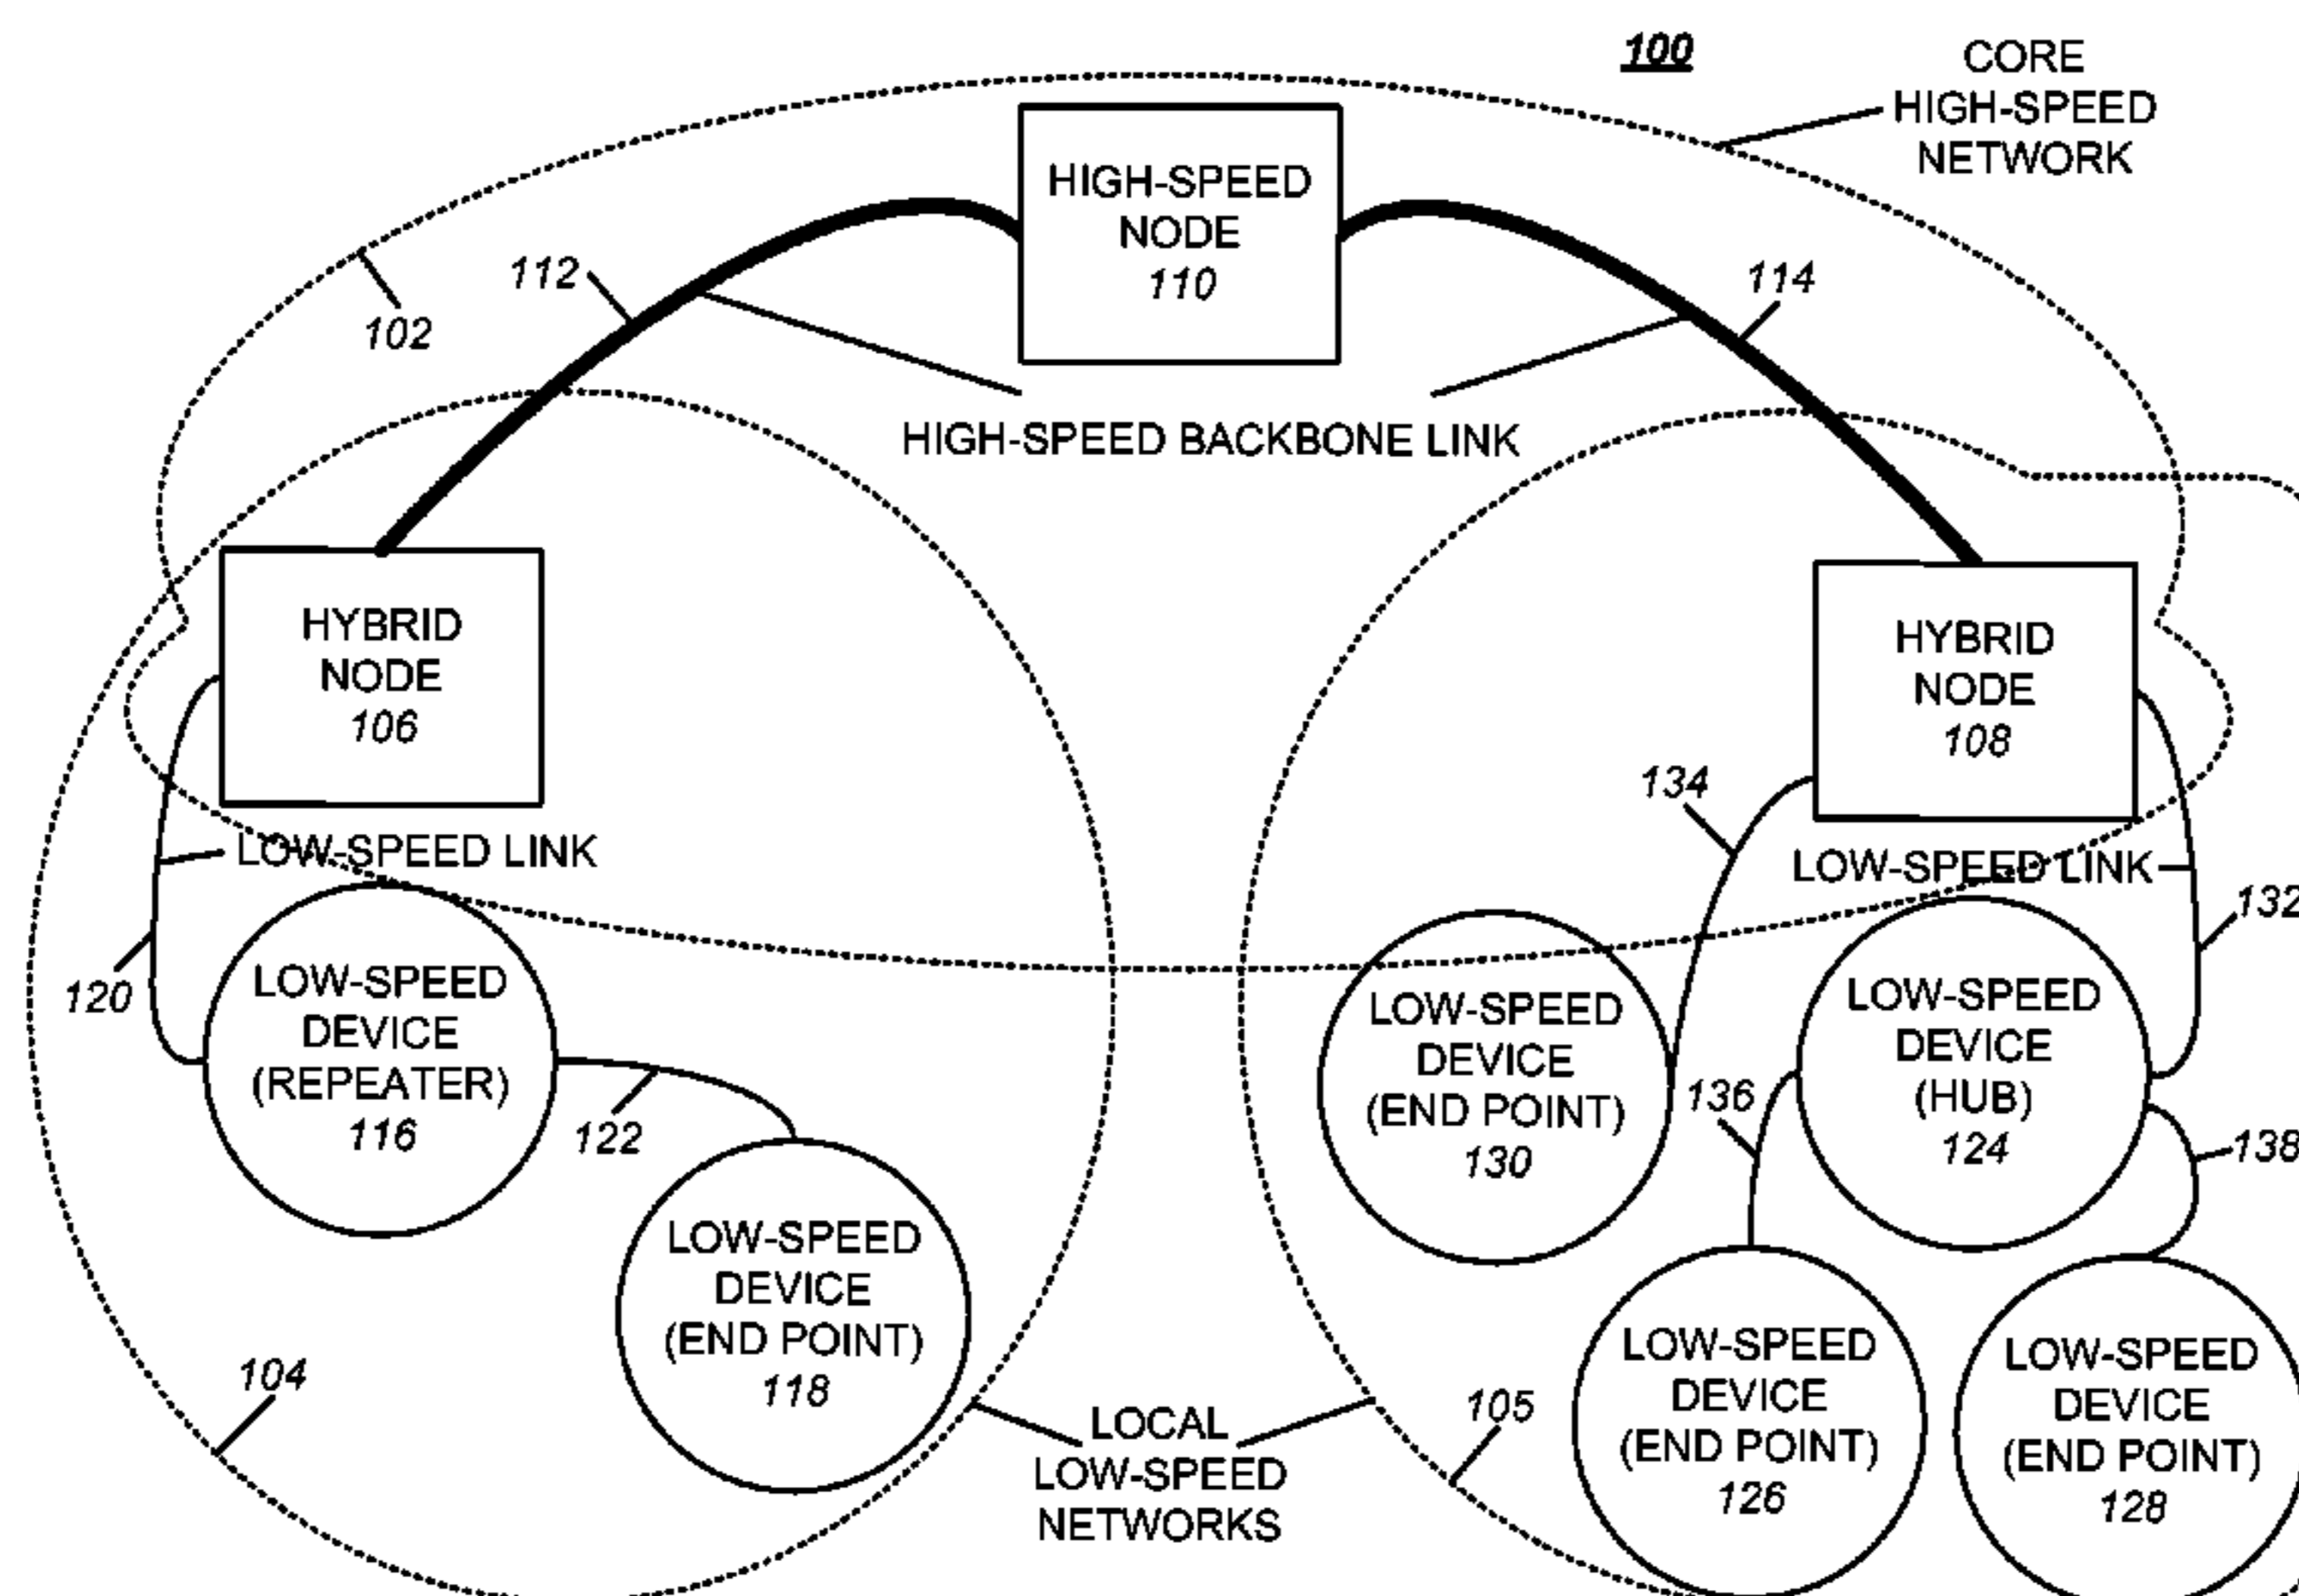 100
CORE
HIGH-SPEED
NETWORK
HIGH-SPEED
NODE
110
112
114
102
HIGH-SPEED BACKBONE LINK
HYBRID
NODE
106
HYBRID
NODE
108
134
LOW-SPEED LINK
LOW-SPEED LINK
132
120
LOW-SPEED
DEVICE
(REPEATER)
116
122
LOW-SPEED
DEVICE
(END POINT)
130
136
LOW-SPEED
DEVICE
(HUB)
124
138
LOW-SPEED
DEVICE
(END POINT)
118
104
LOCAL
LOW-SPEED
NETWORKS
105
LOW-SPEED
DEVICE
(END POINT)
126
LOW-SPEED
DEVICE
(END POINT)
128